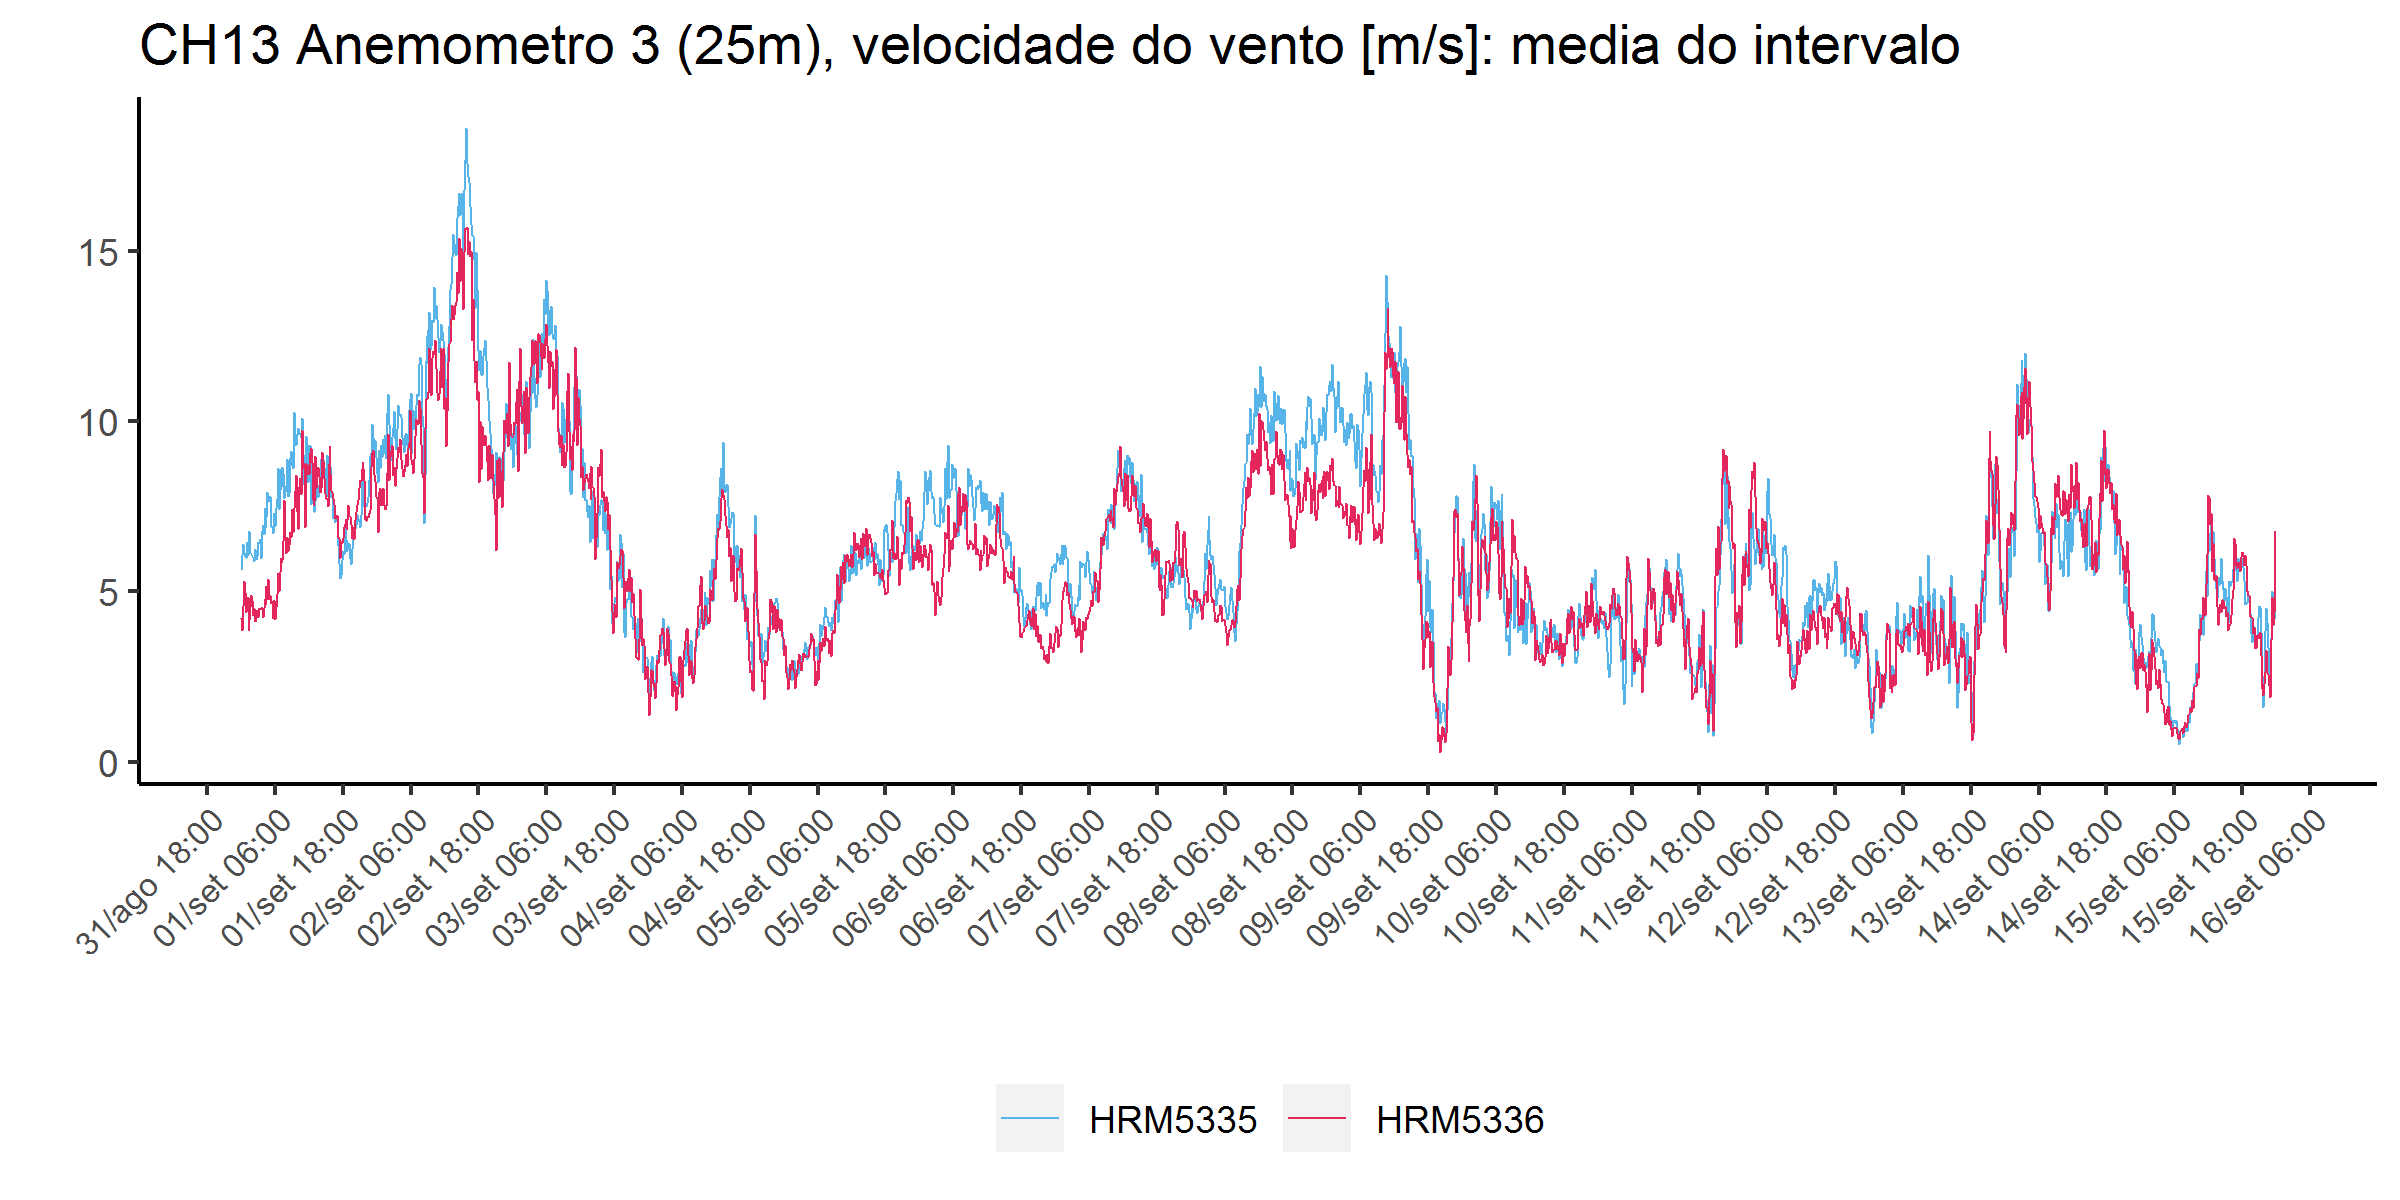 CH13 Anemometro 3 (25m), velocidade do vento [m/s]: media do intervalo
15
10
5
0
31/ago 18:00
01/set 06:00
01/set 18:00
02/set 06:00
02/set 18:00
03/set 06:00
03/set 18:00
04/set 06:00
04/set 18:00
05/set 06:00
05/set 18:00
06/set 06:00
06/set 18:00
07/set 06:00
07/set 18:00
08/set 06:00
08/set 18:00
09/set 06:00
09/set 18:00
10/set 06:00
10/set 18:00
11/set 06:00
11/set 18:00
12/set 06:00
12/set 18:00
13/set 06:00
13/set 18:00
14/set 06:00
14/set 18:00
15/set 06:00
15/set 18:00
16/set 06:00
HRM5335
HRM5336